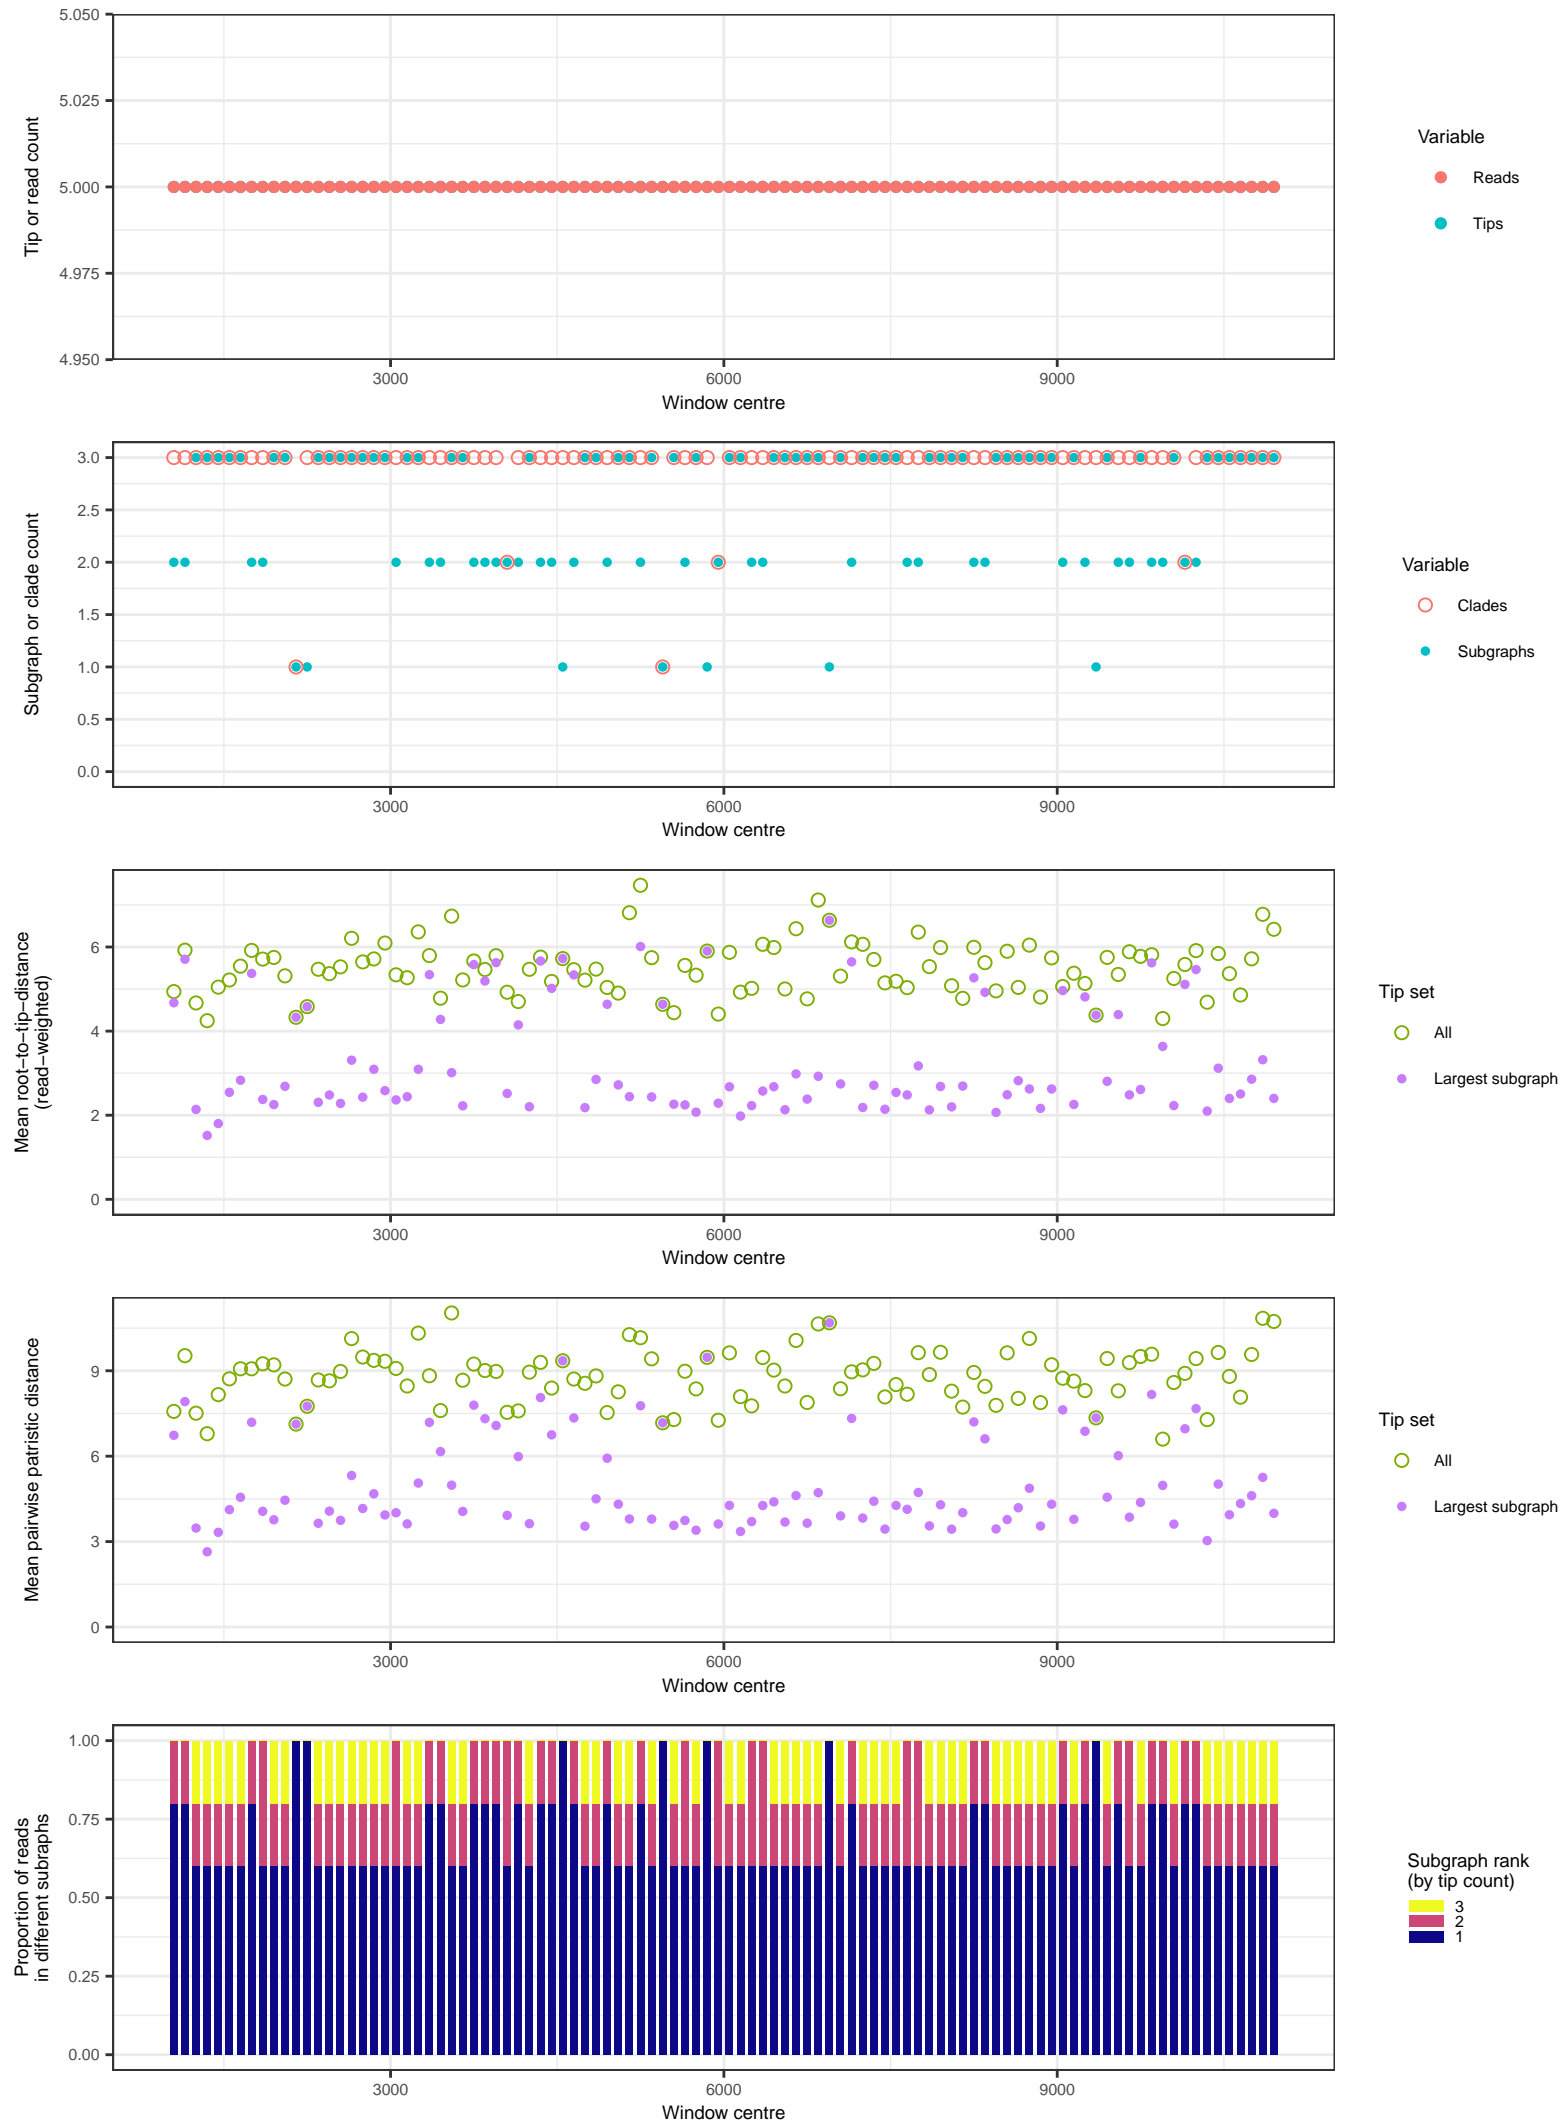 5.050
5.025
5.000
4.975
4.950
Tip or read count
3000 6000 9000
Window centre
Variable
Reads
Tips
3.0
2.5
2.0
1.5
1.0
0.5
0.0
Subgraph or clade count
3000 6000 9000
Window centre
Variable
Clades
Subgraphs
6
4
2
0
Mean root−to−tip−distance
(read−weighted)
3000 6000 9000
Window centre
Tip set
All
Largest subgraph
9
6
3
0
Mean pairwise patristic distance
3000 6000 9000
Window centre
Tip set
All
Largest subgraph
1.00
0.75
0.50
0.25
0.00
Proportion of reads
in different subraphs
3000 6000 9000
Window centre
Subgraph rank
(by tip count)
3
2
1